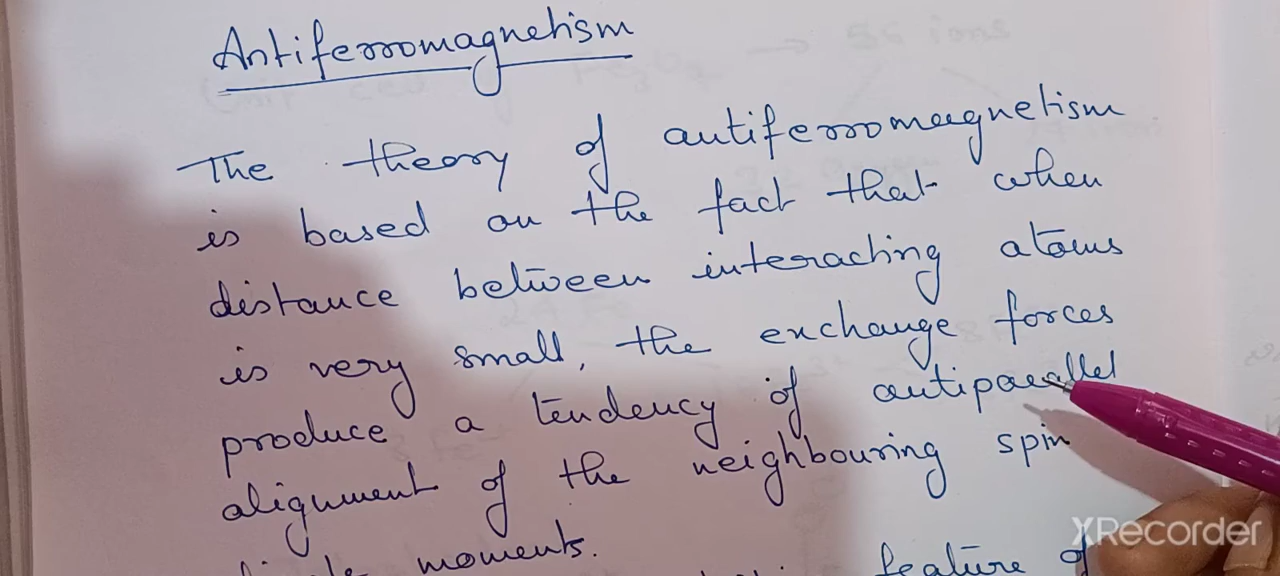 Antiferromagnetism
The theory of antiferromagnetism
is based on the fact that when
distance between interacting atoms
is very small, the exchange forces
produce a tendency of antiparallel
alignment of the neighbouring spin
moments.
feature of
XRecorder